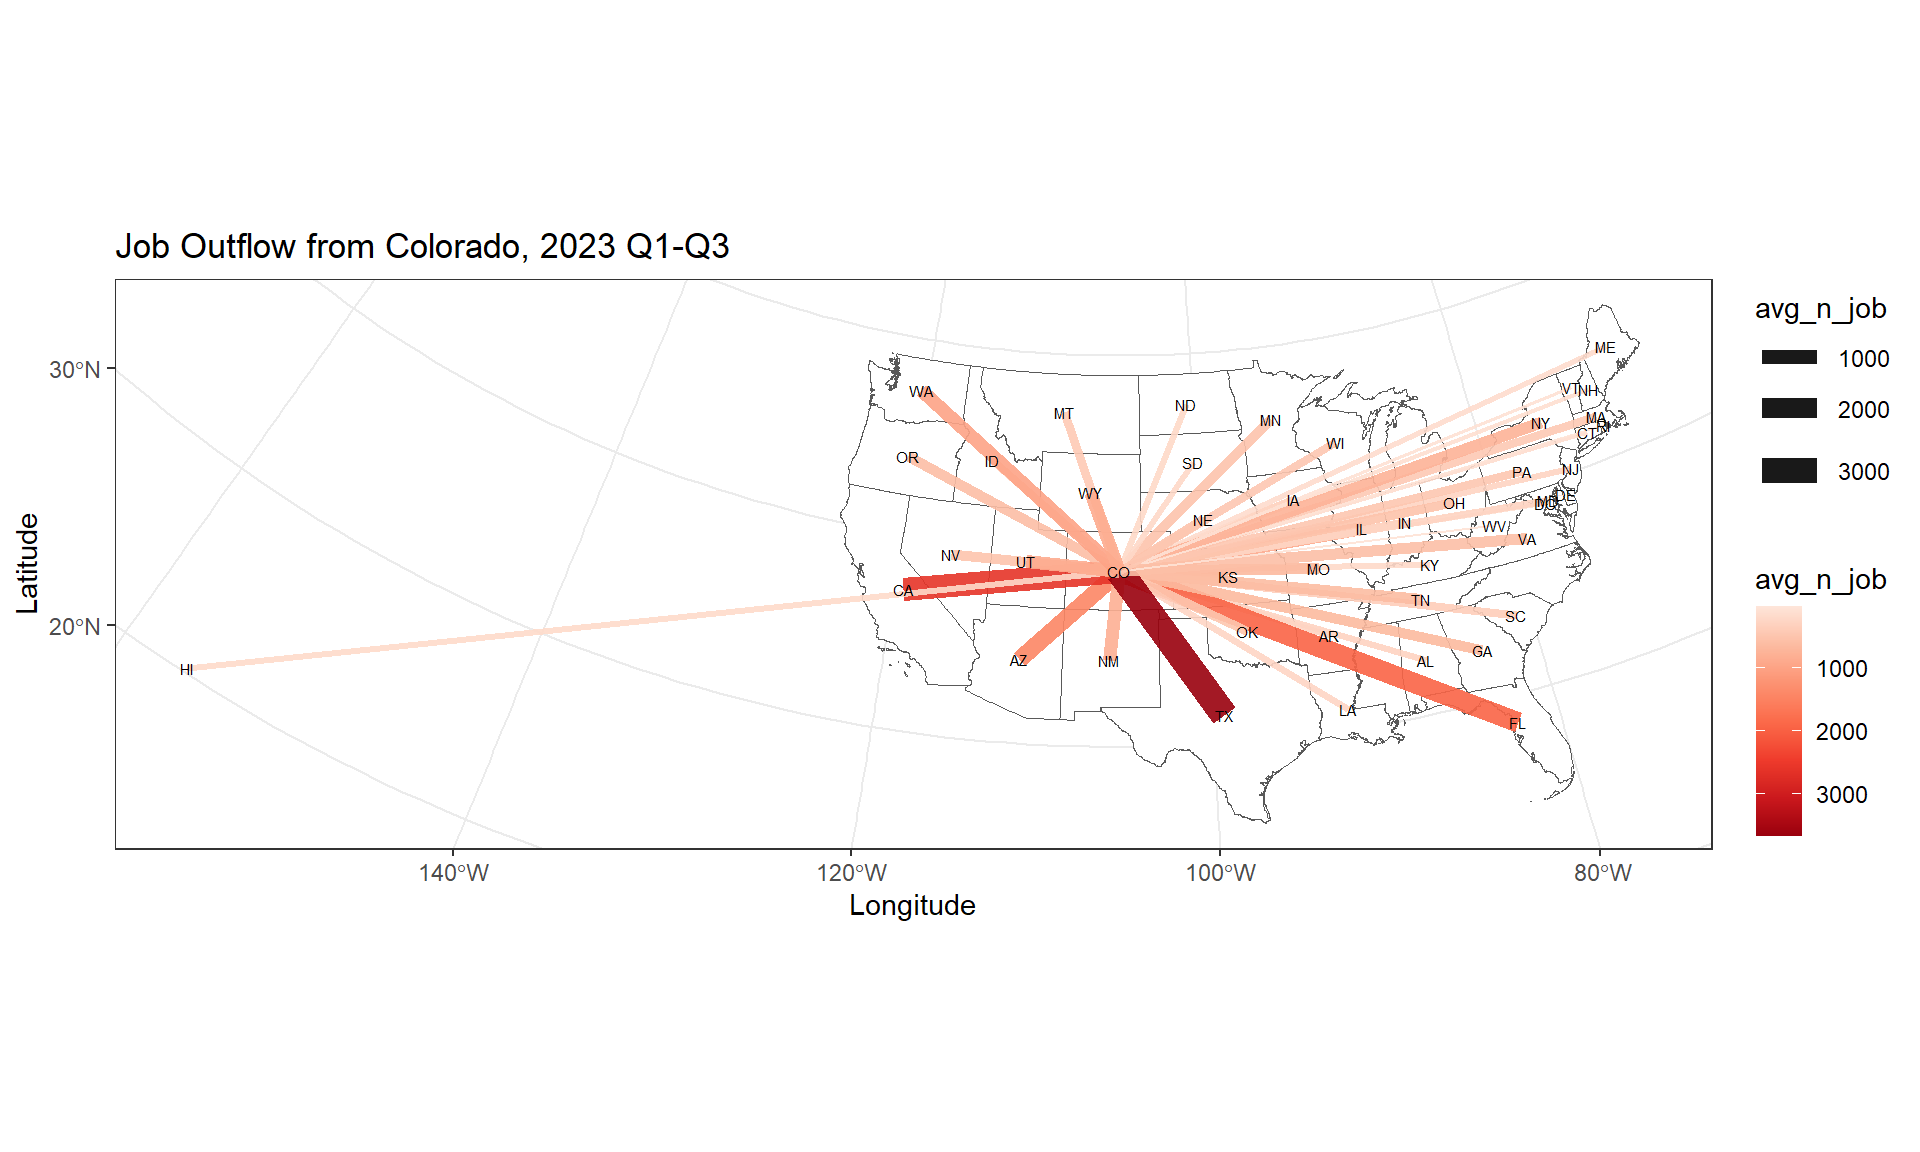 Job Outflow from Colorado, 2023 Q1-Q3
avg_n_job
1000
2000
3000
avg_n_job
1000
2000
3000
Latitude
30°N
20°N
140°W
120°W
100°W
80°W
Longitude
ME
WA
MT
ND
MN
VT
NH
NY
MA
RI
CT
WI
OR
ID
SD
PA
NJ
WY
IA
OH
DE
MD
DC
NE
IL
IN
WV
VA
NV
UT
CO
KS
MO
KY
CA
TN
SC
OK
AR
HI
AZ
NM
AL
GA
TX
LA
FL